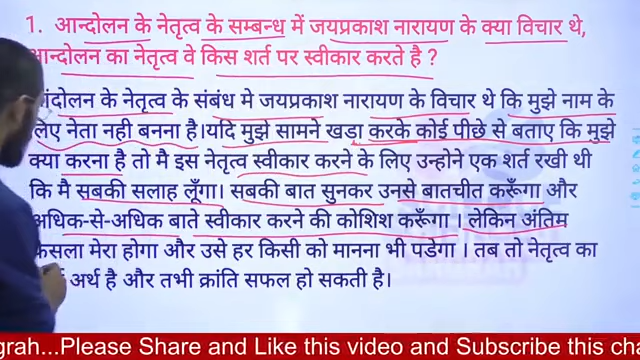 1. आन्दोलन के नेतृत्व के सम्बन्ध में जयप्रकाश नारायण के क्या विचार थे,
आन्दोलन का नेतृत्व वे किस शर्त पर स्वीकार करते है ?
के नेतृत्व के संबंध मे जयप्रकाश नारायण के विचार थे कि मुझे नाम के
लिए नेता नही बनना है।यदि मुझे सामने खड़ा करके कोई पीछे से बताए कि मुझे
क्या करना है तो मै इस नेतृत्व स्वीकार करने के लिए उन्होने एक शर्त रखी थी
कि मै सबकी सलाह लूँगा। सबकी बात सुनकर उनसे बातचीत करूँगा और
अधिक-से-अधिक बाते स्वीकार करने की कोशिश करूँगा । लेकिन अंतिम
मेरा होगा और उसे हर किसी को मानना भी पडेगा । तब तो नेतृत्व का
अर्थ है और तभी क्रांति सफल हो सकती है।
grah...Please Share and Like this video and Subscribe this cha